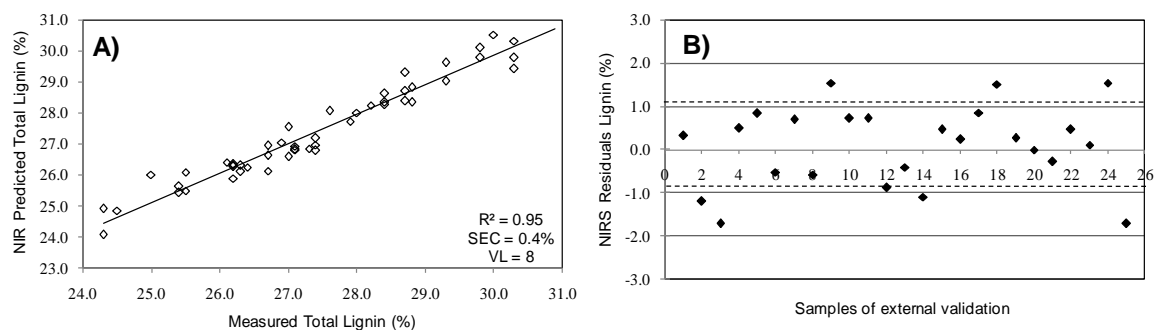 A)
NIR Predicted Total Lignin (%)
31.0
30.0
29.0
28.0
27.0
26.0
25.0
24.0
23.0
R² = 0.95
SEC = 0.4%
VL = 8
24.0 25.0 26.0 27.0 28.0 29.0 30.0 31.0
Measured Total Lignin (%)
B)
NIRS Residuals Lignin (%)
3.0
2.0
1.0
0.0
-1.0
-2.0
-3.0
0 2 4 6 8 10 12 14 16 18 20 22 24 26
Samples of external validation